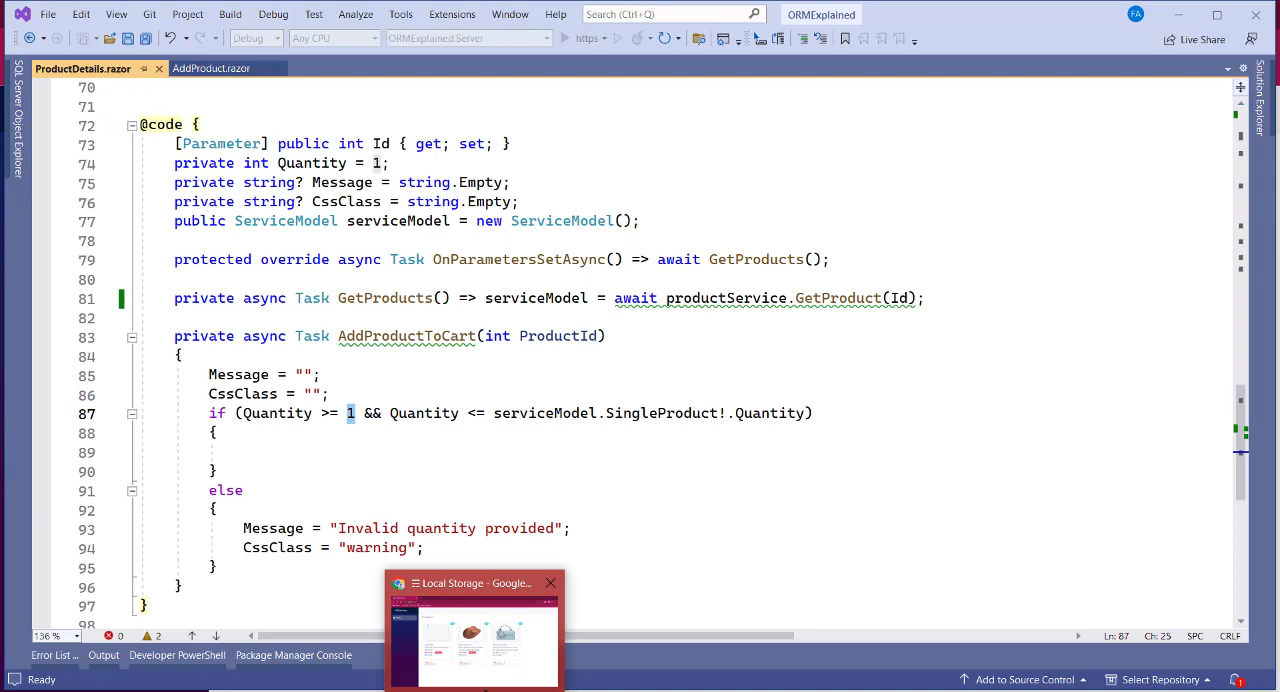 File Edit View Git Project Build Debug Test Analyze Tools Extensions Window Help Search (Ctrl+Q) ORMExplained FA
Debug Any CPU ORMExplained.Server https Live Share
ProductDetails.razor AddProduct.razor
SQL Server Object Explorer
Solution Explorer
70
71
72 @code {
73 [Parameter] public int Id { get; set; }
74 private int Quantity = 1;
75 private string? Message = string.Empty;
76 private string? CssClass = string.Empty;
77 public ServiceModel serviceModel = new ServiceModel();
78
79 protected override async Task OnParametersSetAsync() => await GetProducts();
80
81 private async Task GetProducts() => serviceModel = await productService.GetProduct(Id);
82
83 private async Task AddProductToCart(int ProductId)
84 {
85 Message = "";
86 CssClass = "";
87 if (Quantity >= 1 && Quantity <= serviceModel.SingleProduct!.Quantity)
88 {
89
90 }
91 else
92 {
93 Message = "Invalid quantity provided";
94 CssClass = "warning";
95 }
96 }
97 }
98
Local Storage - Google...
136 % 0 2 Ch: 25 SPC CRLF
Error List ... Output Developer PowerShell Package Manager Console
Ready Add to Source Control Select Repository 1